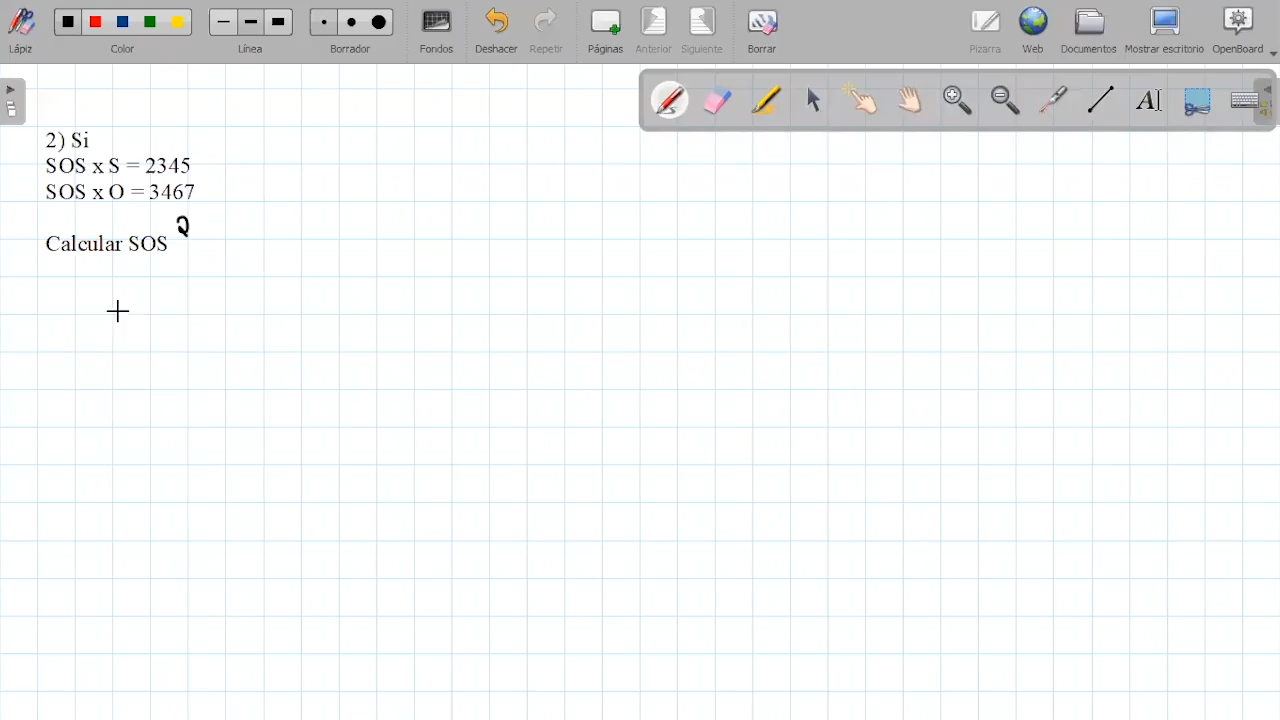 Lápiz Color Línea Borrador Fondos Deshacer Repetir Páginas Anterior Siguiente Borrar Pizarra Web Documentos Mostrar escritorio OpenBoard
2) Si
SOS x S = 2345
SOS x O = 3467
2
Calcular SOS